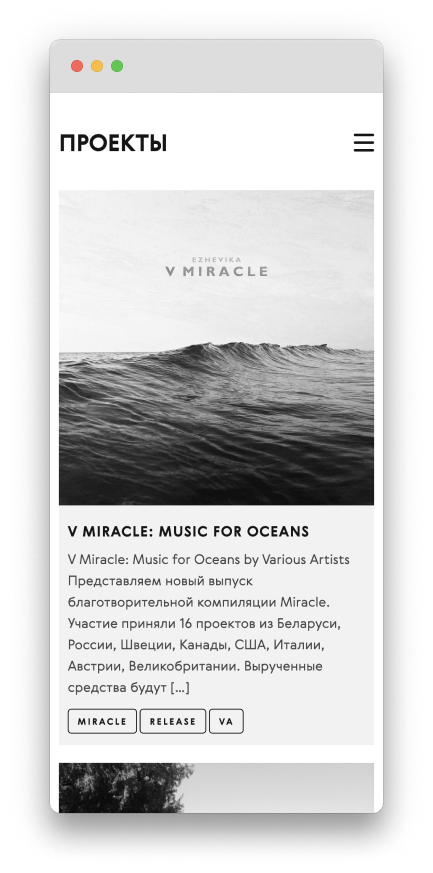 ПРОЕКТЫ
EZHEVIKA
V MIRACLE
V MIRACLE: MUSIC FOR OCEANS
V Miracle: Music for Oceans by Various Artists
Представляем новый выпуск
благотворительной компиляции Miracle.
Участие приняли 16 проектов из Беларуси,
России, Швеции, Канады, США, Италии,
Австрии, Великобритании. Вырученные
средства будут [...]
MIRACLE RELEASE VA